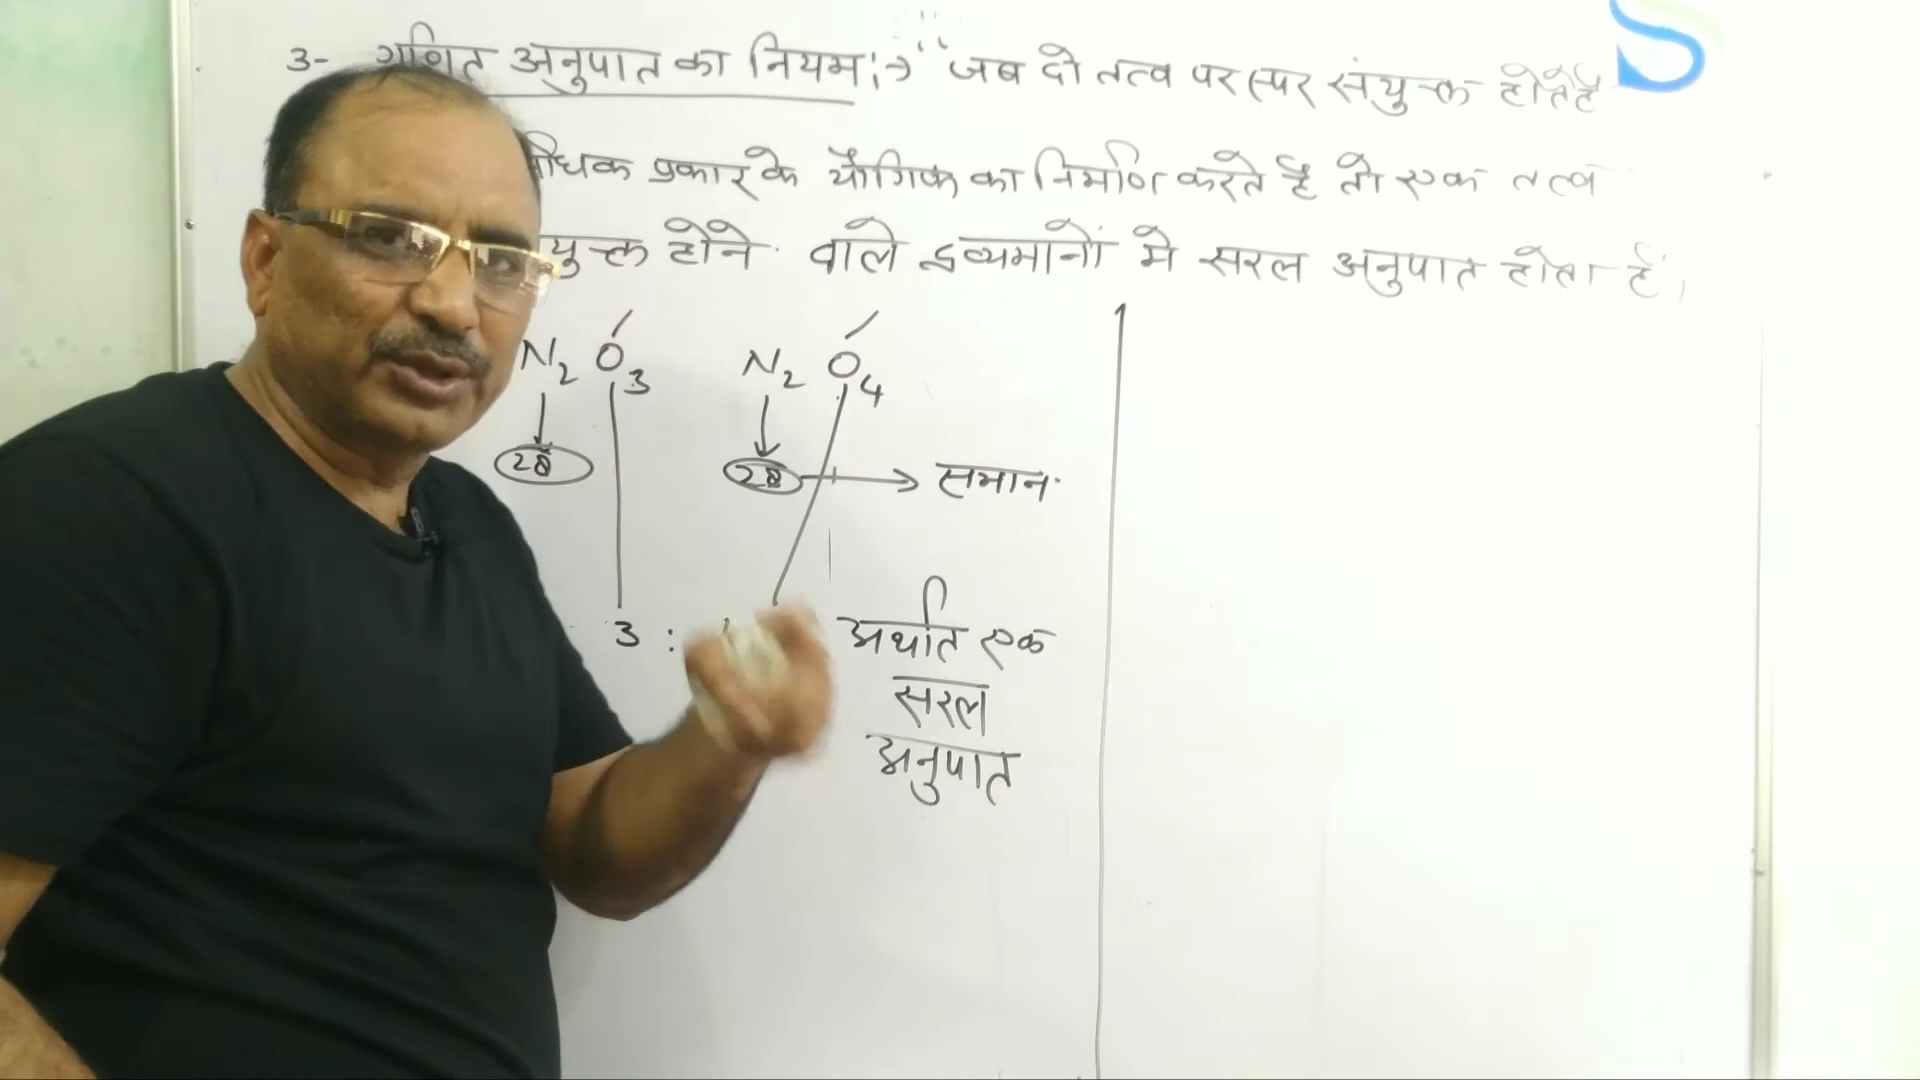 3- गुणित अनुपात का नियम :→ " जब दो तत्व परस्पर संयुक्त होते है
प्रकार के यौगिक का निर्माण करते है तो एक तत्व
होने वाले द्रव्यमानों मे सरल अनुपात होता है।
N2 O3 N2 O4
28 28 → समान
3 :
अर्थात एक
सरल
अनुपात